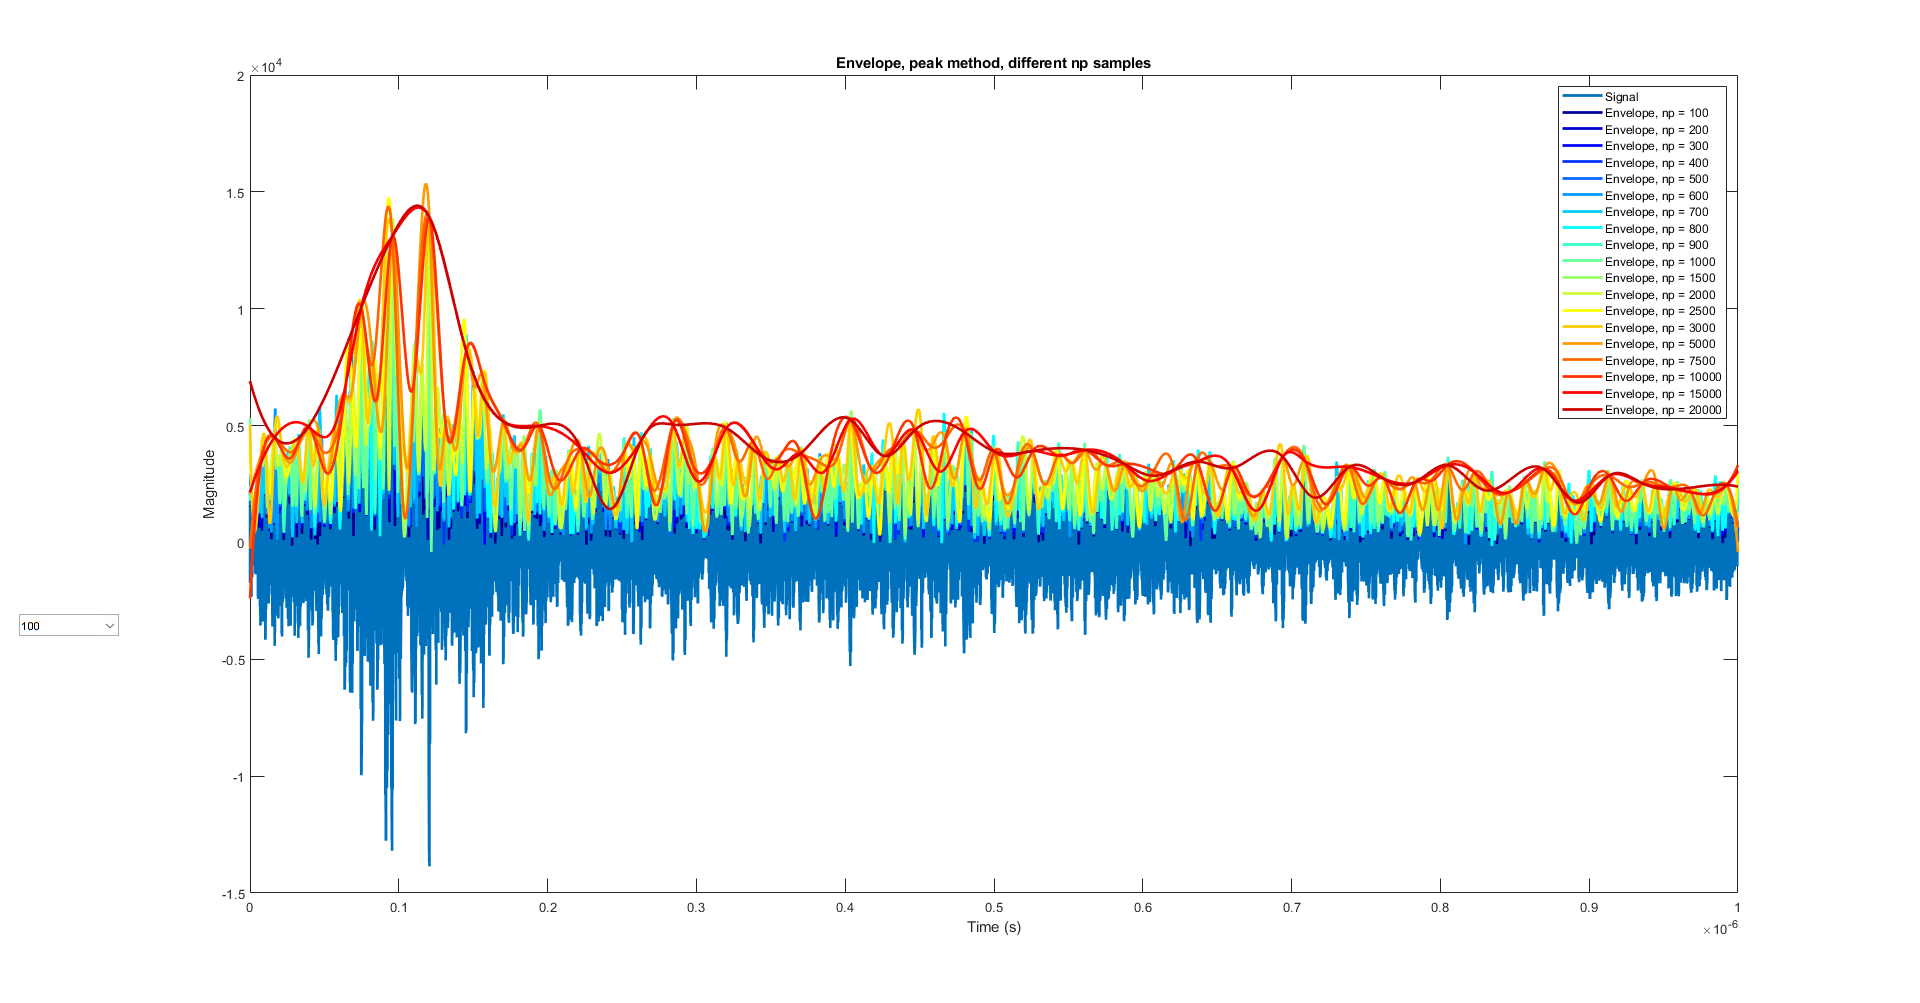 Envelope, peak method, different np samples
×10⁴
2
1.5
1
0.5
0
-0.5
-1
-1.5
Magnitude
0 0.1 0.2 0.3 0.4 0.5 0.6 0.7 0.8 0.9 1
Time (s)
×10⁻⁶
Signal
Envelope, np = 100
Envelope, np = 200
Envelope, np = 300
Envelope, np = 400
Envelope, np = 500
Envelope, np = 600
Envelope, np = 700
Envelope, np = 800
Envelope, np = 900
Envelope, np = 1000
Envelope, np = 1500
Envelope, np = 2000
Envelope, np = 2500
Envelope, np = 3000
Envelope, np = 5000
Envelope, np = 7500
Envelope, np = 10000
Envelope, np = 15000
Envelope, np = 20000
100